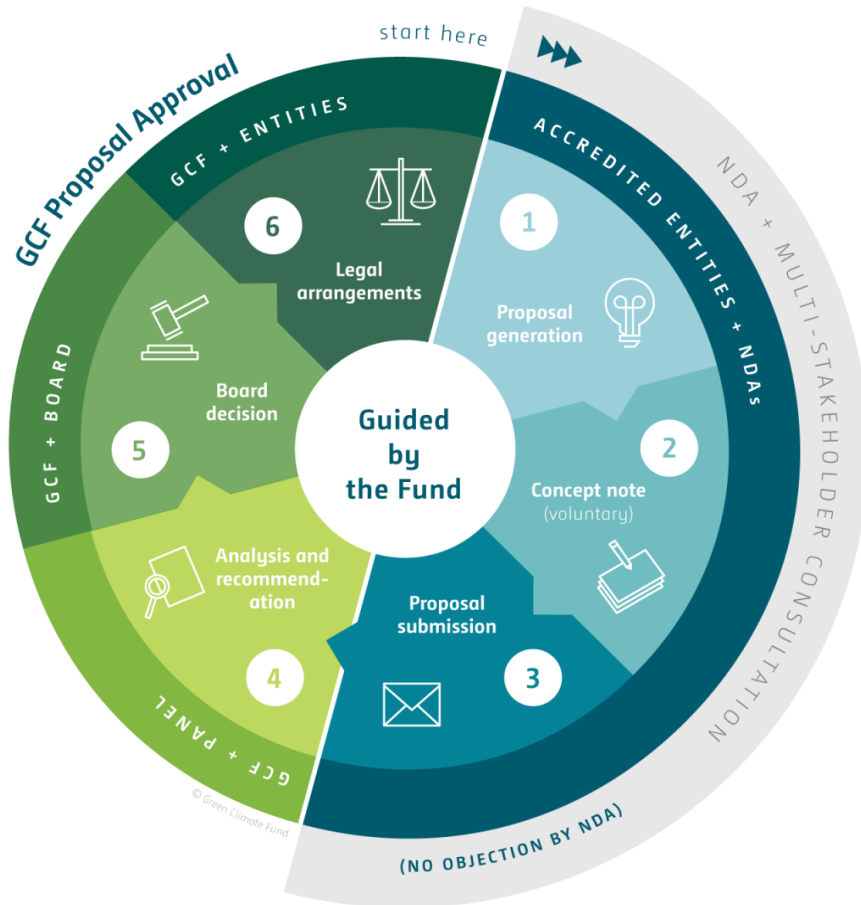 start here
GCF Proposal Approval
ACCREDITED ENTITIES + NDAs
NDA + MULTI-STAKEHOLDER CONSULTATION
(NO OBJECTION BY NDA)
1
Proposal
generation
2
Concept note
(voluntary)
3
Proposal
submission
GCF + PANEL
4
Analysis and
recommend-
ation
GCF + BOARD
5
Board
decision
GCF + ENTITIES
6
Legal
arrangements
Guided
by
the Fund
© Green Climate Fund